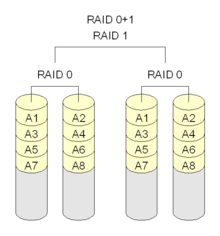 RAID 0+1
RAID 1
RAID 0 RAID 0
A1 A2 A1 A2
A3 A4 A3 A4
A5 A6 A5 A6
A7 A8 A7 A8